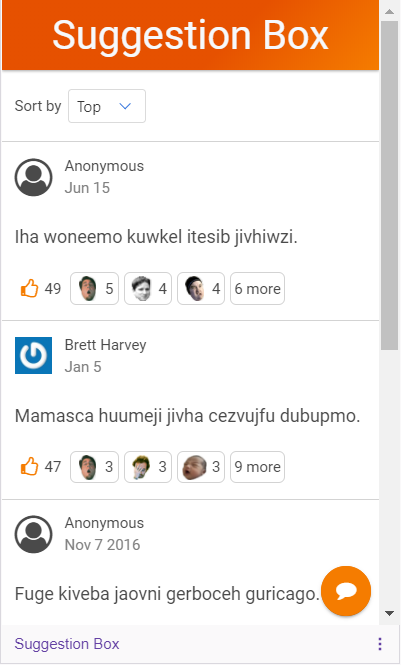 Suggestion Box
Sort by Top
Anonymous
Jun 15
Iha woneemo kuwkel itesib jivhiwzi.
49 5 4 4 6 more
Brett Harvey
Jan 5
Mamasca huumeji jivha cezvujfu dubupmo.
47 3 3 3 9 more
Anonymous
Nov 7 2016
Fuge kiveba jaovni gerboceh guricago.
Suggestion Box